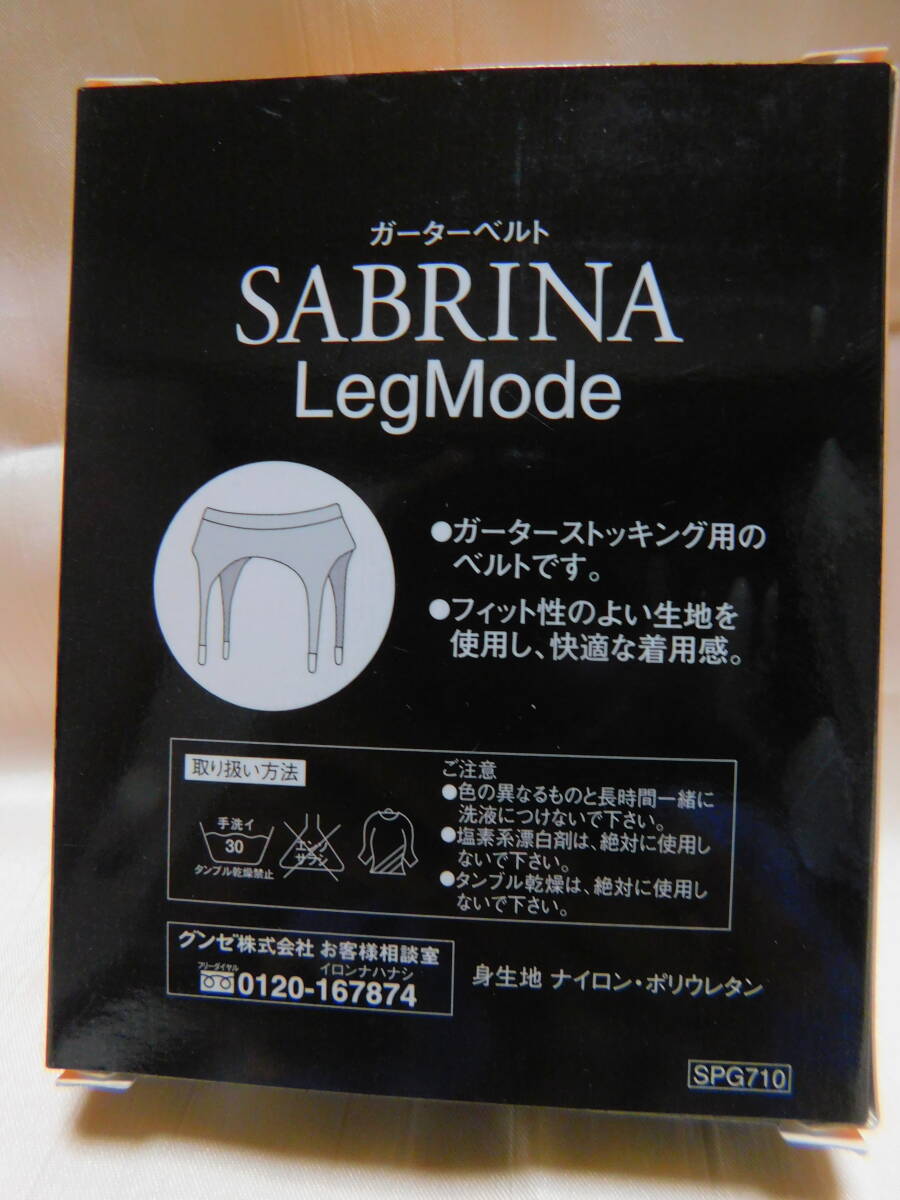 ガーターベルト
SABRINA
LegMode
●ガーターストッキング用の
ベルトです。
●フィット性のよい生地を
使用し、快適な着用感。
取り扱い方法
手洗イ
30
タンブル乾燥禁止
エンソ
サラシ
ご注意
●色の異なるものと長時間一緒に
洗液につけないで下さい。
●塩素系漂白剤は、絶対に使用し
ないで下さい。
●タンブル乾燥は、絶対に使用し
ないで下さい。
グンゼ株式会社 お客様相談室
フリーダイヤル
イロンナハナシ
0120-167874
身生地 ナイロン・ポリウレタン
SPG710